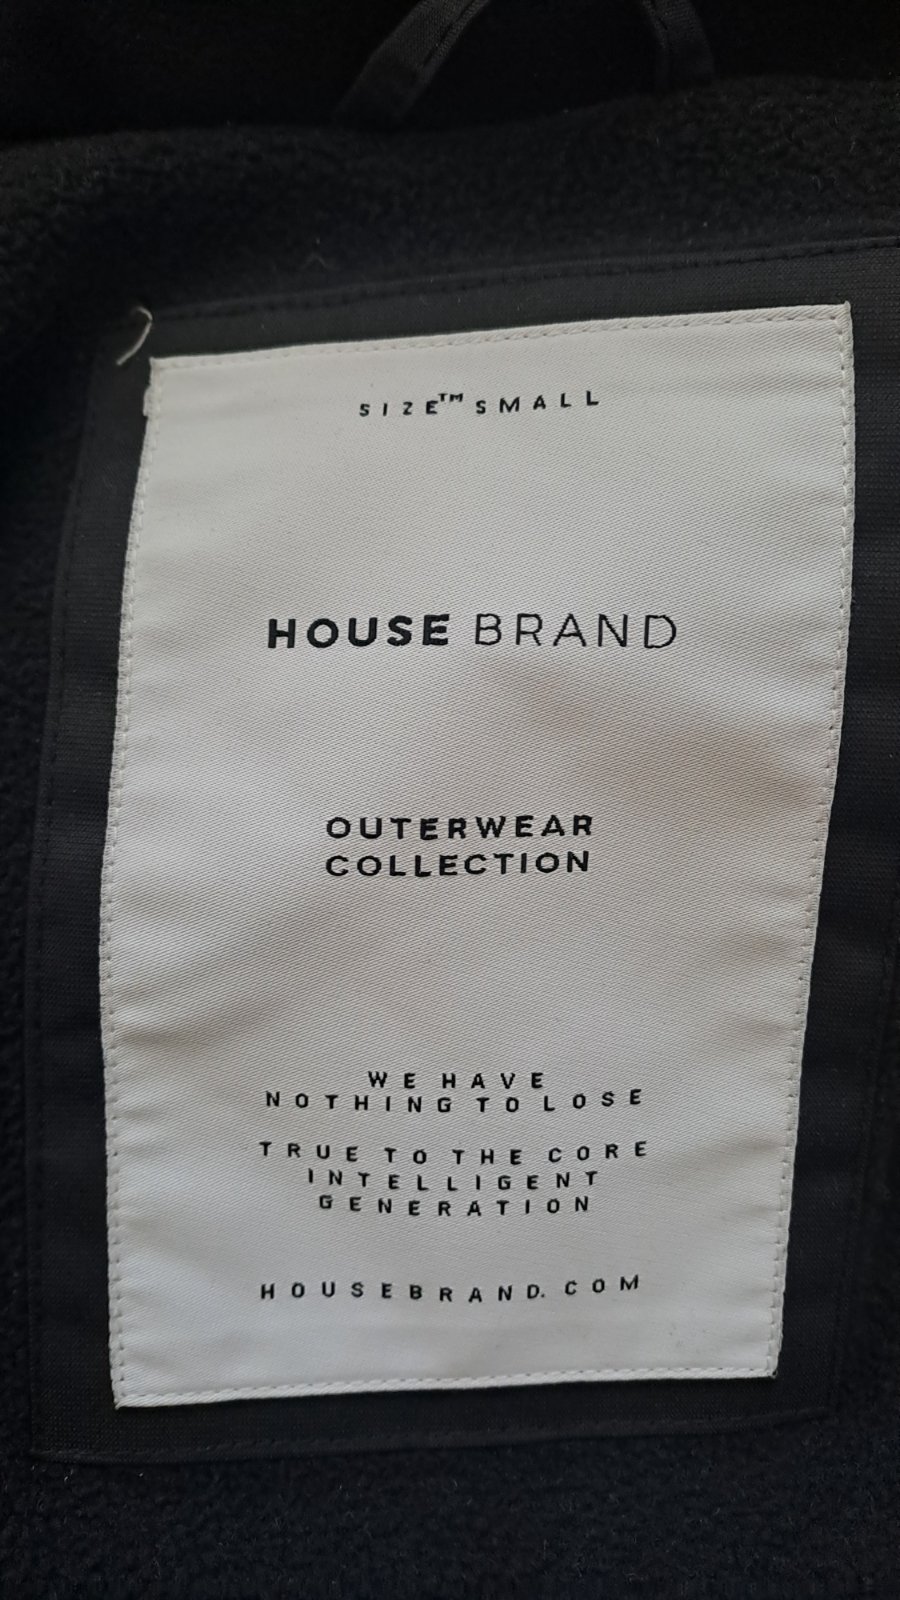 SIZE™ SMALL
HOUSE BRAND
OUTERWEAR
COLLECTION
WE HAVE
NOTHING TO LOSE
TRUE TO THE CORE
INTELLIGENT
GENERATION
HOUSEBRAND.COM